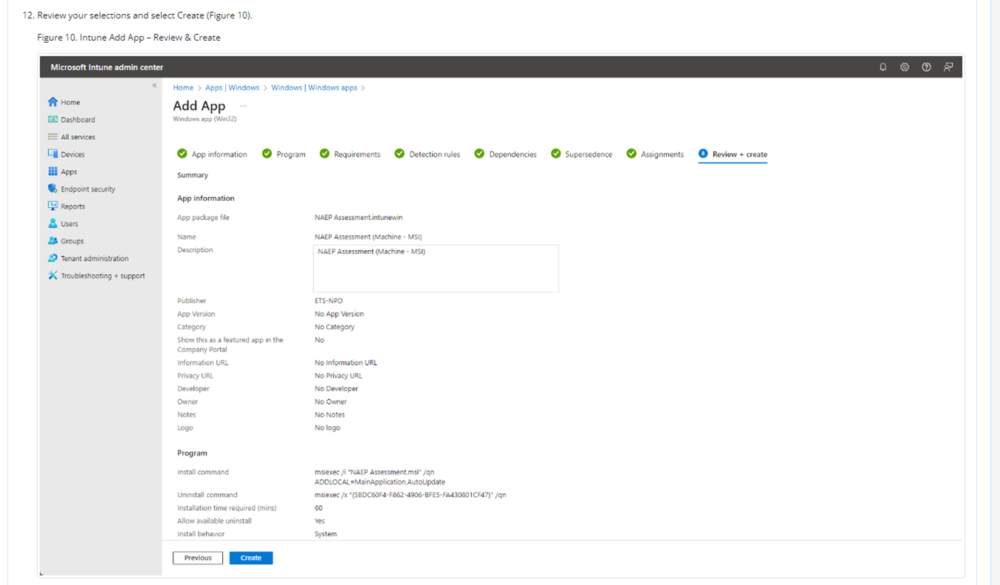 12. Review your selections and select Create (Figure 10).
Figure 10. Intune Add App – Review & Create
Microsoft Intune admin center
«
Home
Dashboard
All services
Devices
Apps
Endpoint security
Reports
Users
Groups
Tenant administration
Troubleshooting + support
Home > Apps | Windows > Windows | Windows apps >
Add App ...
Windows app (Win32)
App information Program Requirements Detection rules Dependencies Supersedence Assignments 8 Review + create
Summary
App information
App package file NAEP Assessment.intunewin
Name NAEP Assessment (Machine - MSI)
Description NAEP Assessment (Machine - MSI)
Publisher ETS-NPD
App Version No App Version
Category No Category
Show this as a featured app in the No
Company Portal
Information URL No Information URL
Privacy URL No Privacy URL
Developer No Developer
Owner No Owner
Notes No Notes
Logo No logo
Program
Install command msiexec /i "NAEP Assessment.msi" /qn
ADDLOCAL=MainApplication,AutoUpdate
Uninstall command msiexec /x "{5BDC60F4-F862-4906-BFE5-FA430801CF47}" /qn
Installation time required (mins) 60
Allow available uninstall Yes
Install behavior System
Previous Create